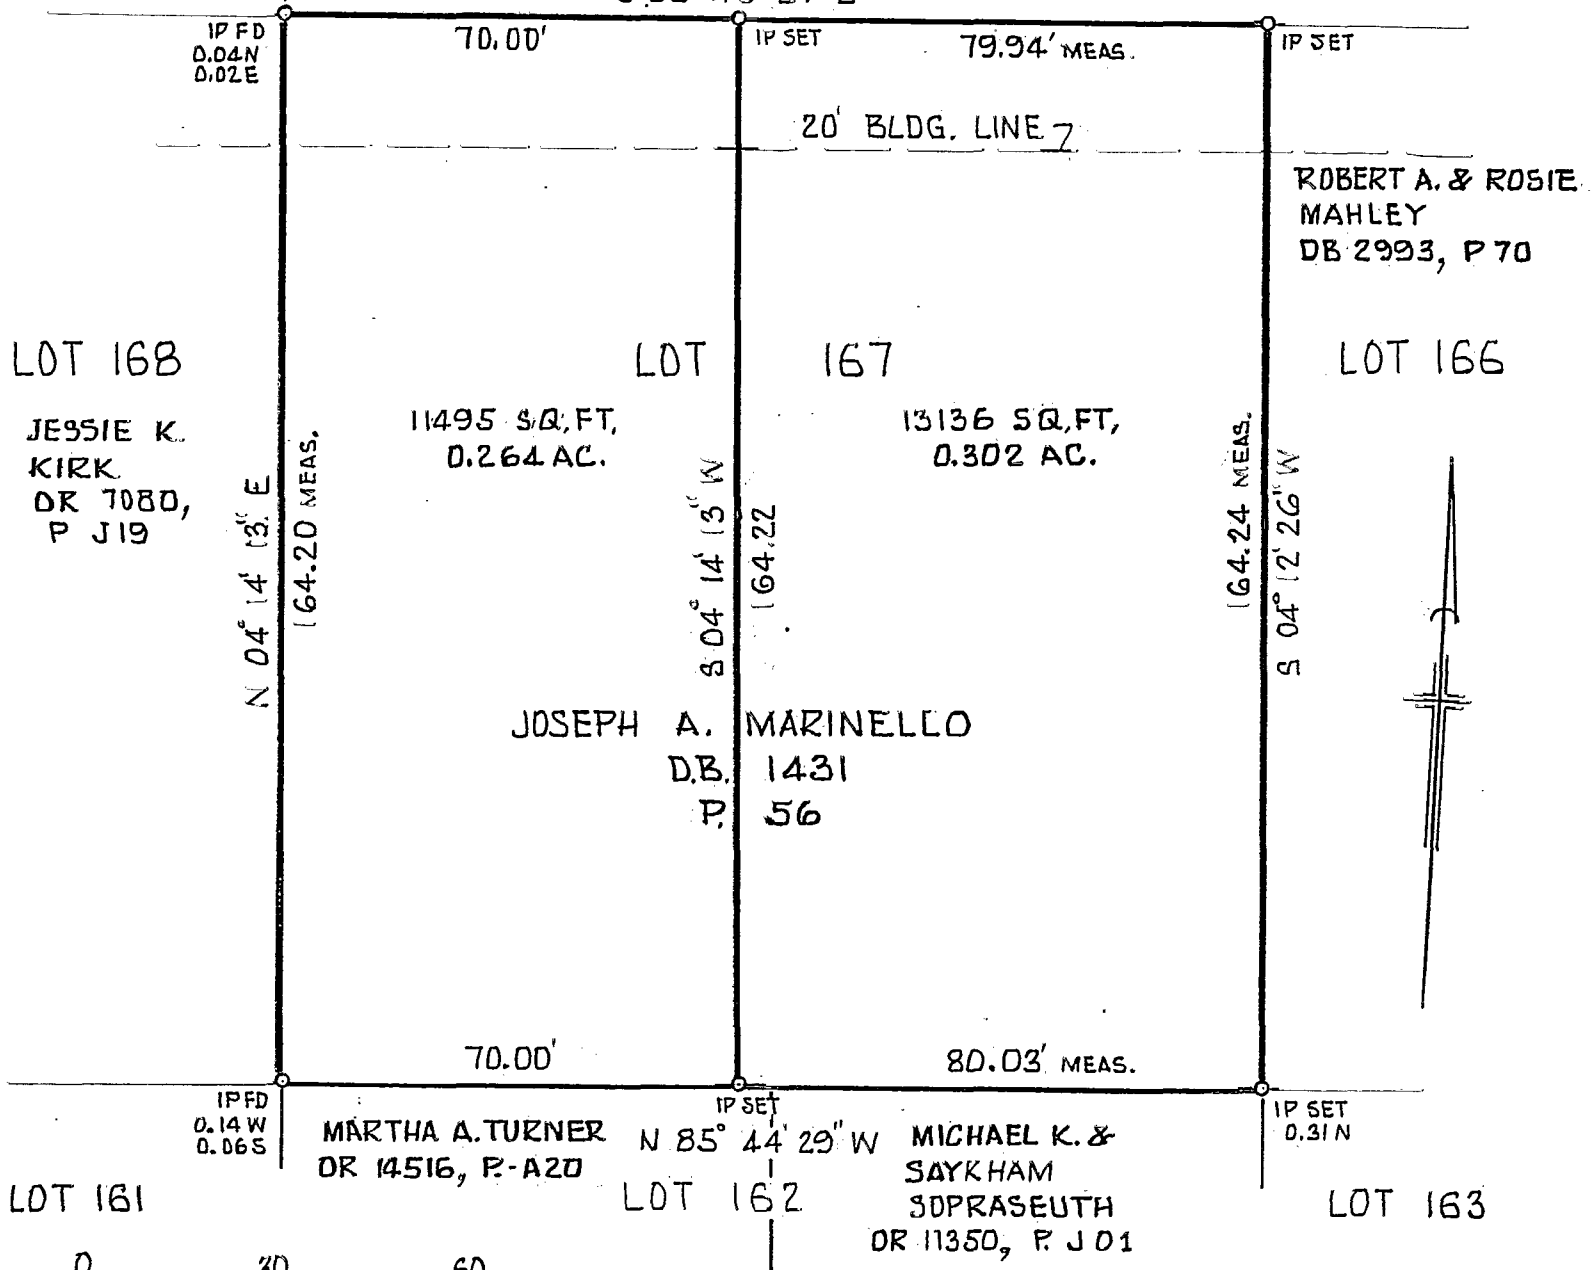 IP FD
0.04N
0.02E
70.00'
IP SET
79.94' MEAS.
IP SET
20' BLDG. LINE
ROBERT A. & ROSIE
MAHLEY
DB 2993, P 70
LOT 168
LOT 167
LOT 166
JESSIE K.
KIRK
OR 7080,
P J19
11495 SQ. FT,
0.264 AC.
13136 SQ, FT,
0.302 AC.
N 04° 14' 13" E
164.20 MEAS.
S 04° 14' 13" W
164.22
164.24 MEAS.
S 04° 12' 26" W
JOSEPH A. MARINELLO
D.B. 1431
P. 56
70.00'
80.03' MEAS.
IP FD
0.14 W
0.06 S
IP SET
IP SET
0.31 N
MARTHA A. TURNER
OR 14516, P.-A20
N 85° 44' 29" W
MICHAEL K. &
SAYKHAM
SOPRASEUTH
OR 11350, P. J 01
LOT 161
LOT 162
LOT 163
0 30 60